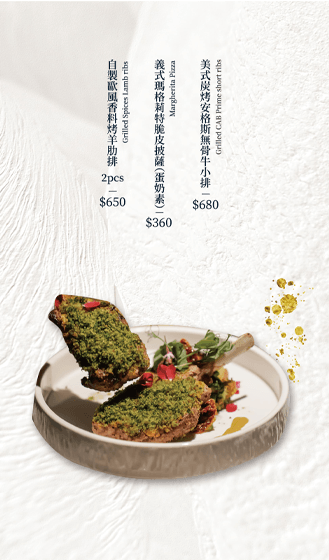 美式炭烤安格斯無骨牛小排 — $680
Grilled CAB Prime short ribs
義式瑪格莉特脆皮披薩(蛋奶素) — $360
Margherita Pizza
自製歐風香料烤羊肋排 2pcs — $650
Grilled Spices Lamb ribs